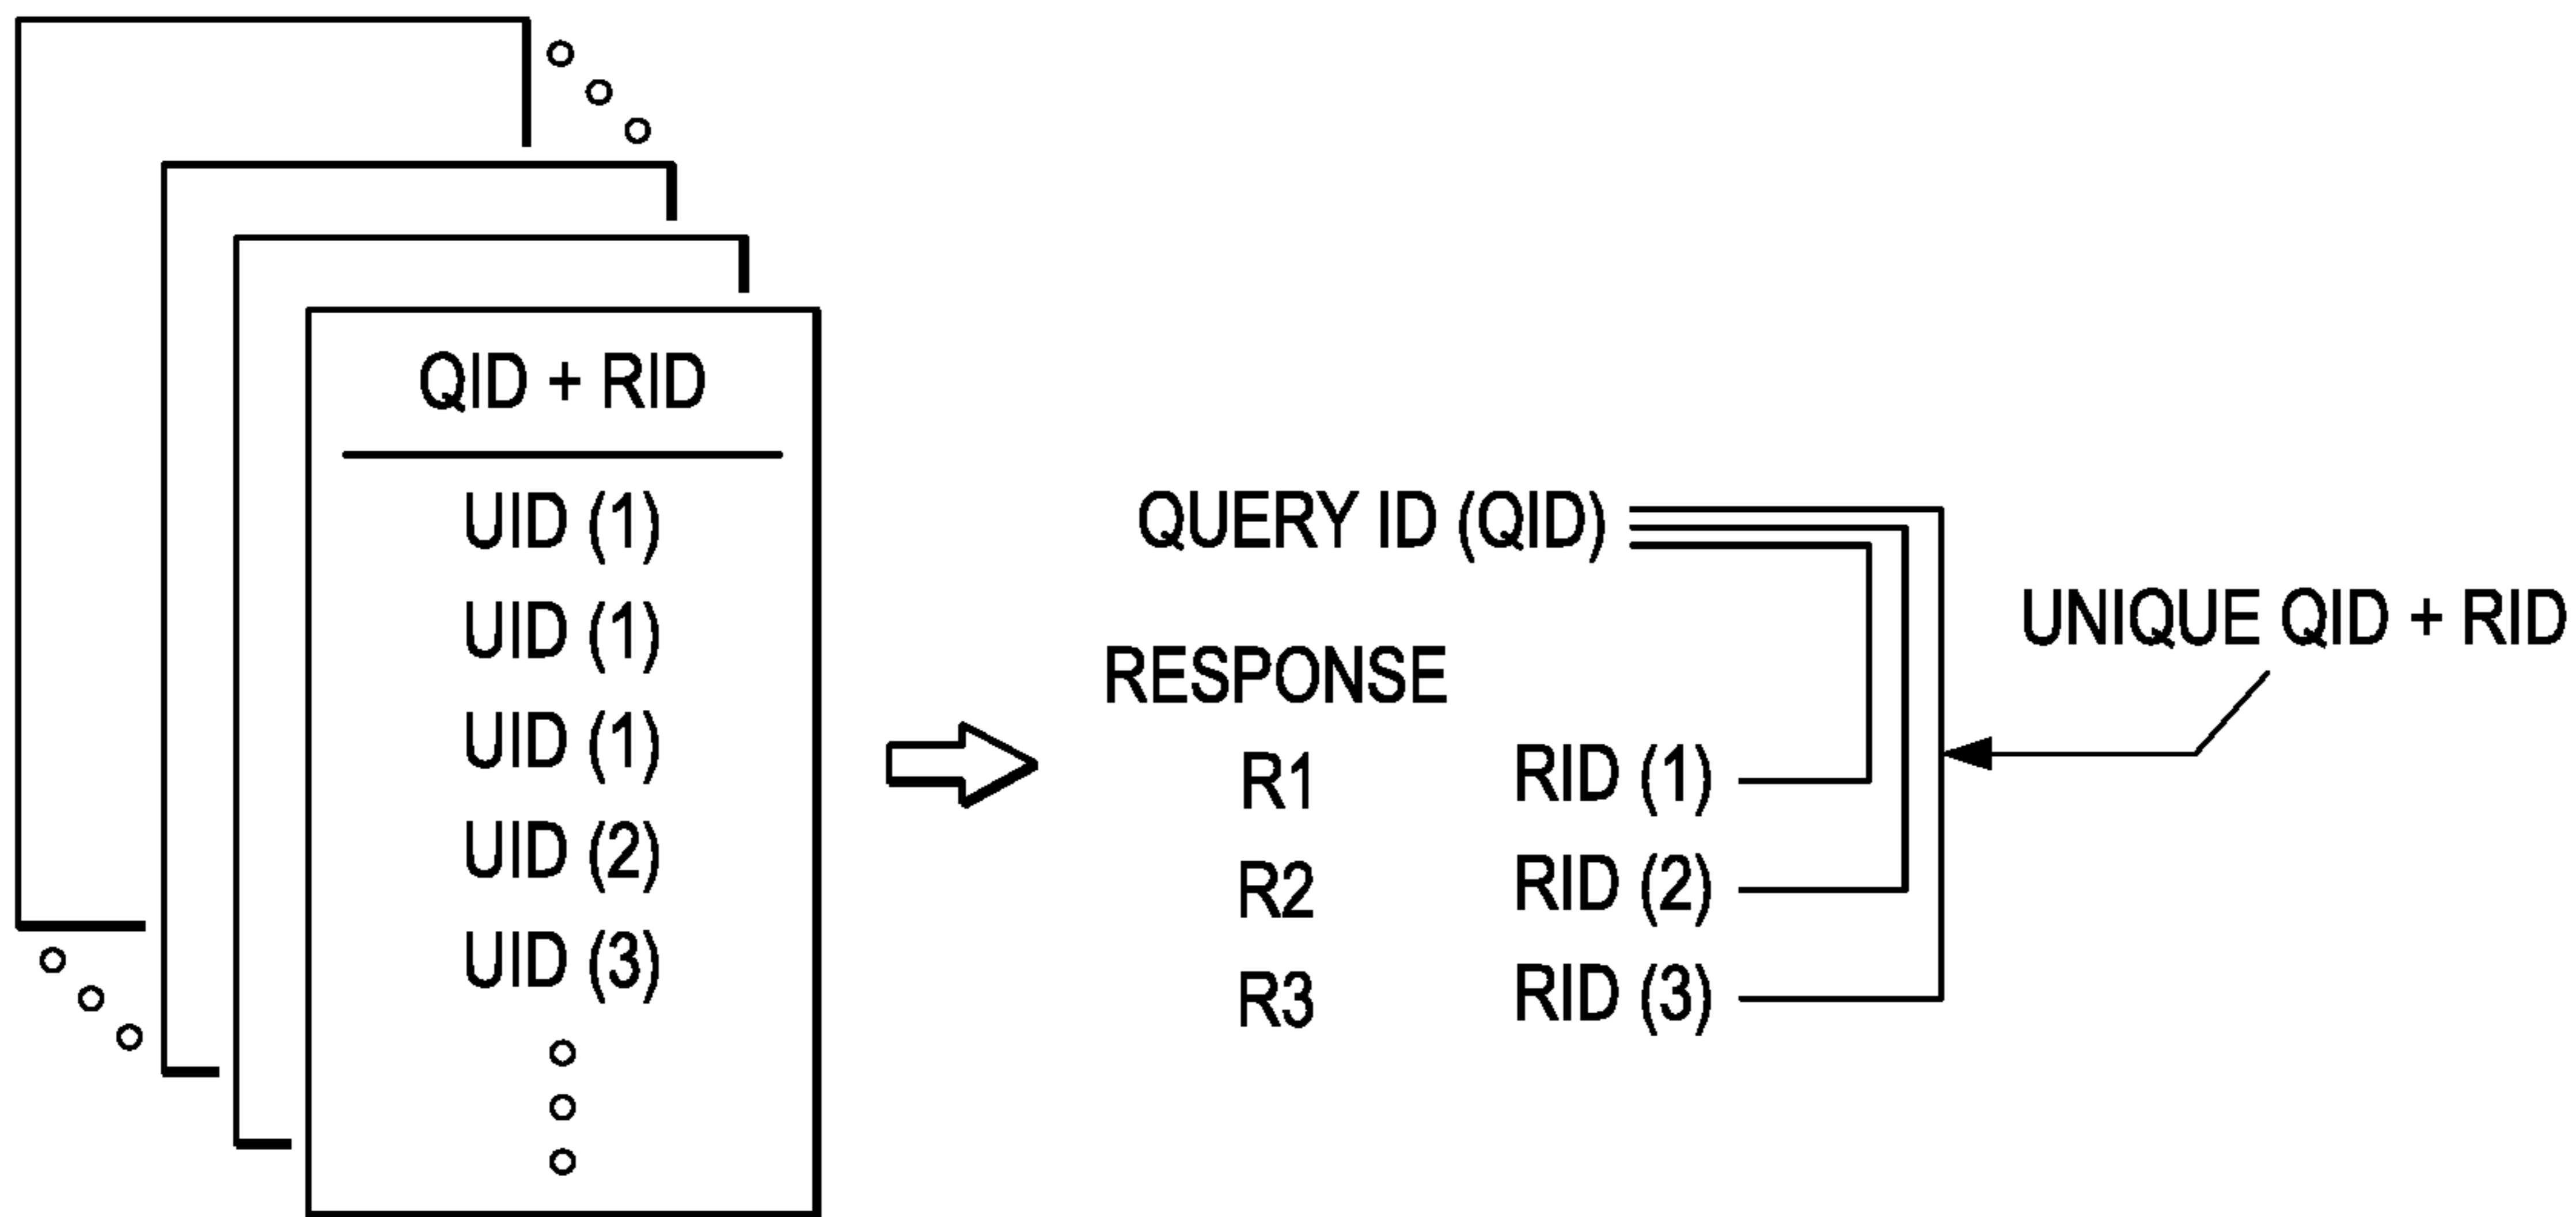 QID + RID
UID (1)
UID (1)
UID (1)
UID (2)
UID (3)
QUERY ID (QID)
RESPONSE
R1 RID (1)
R2 RID (2)
R3 RID (3)
UNIQUE QID + RID